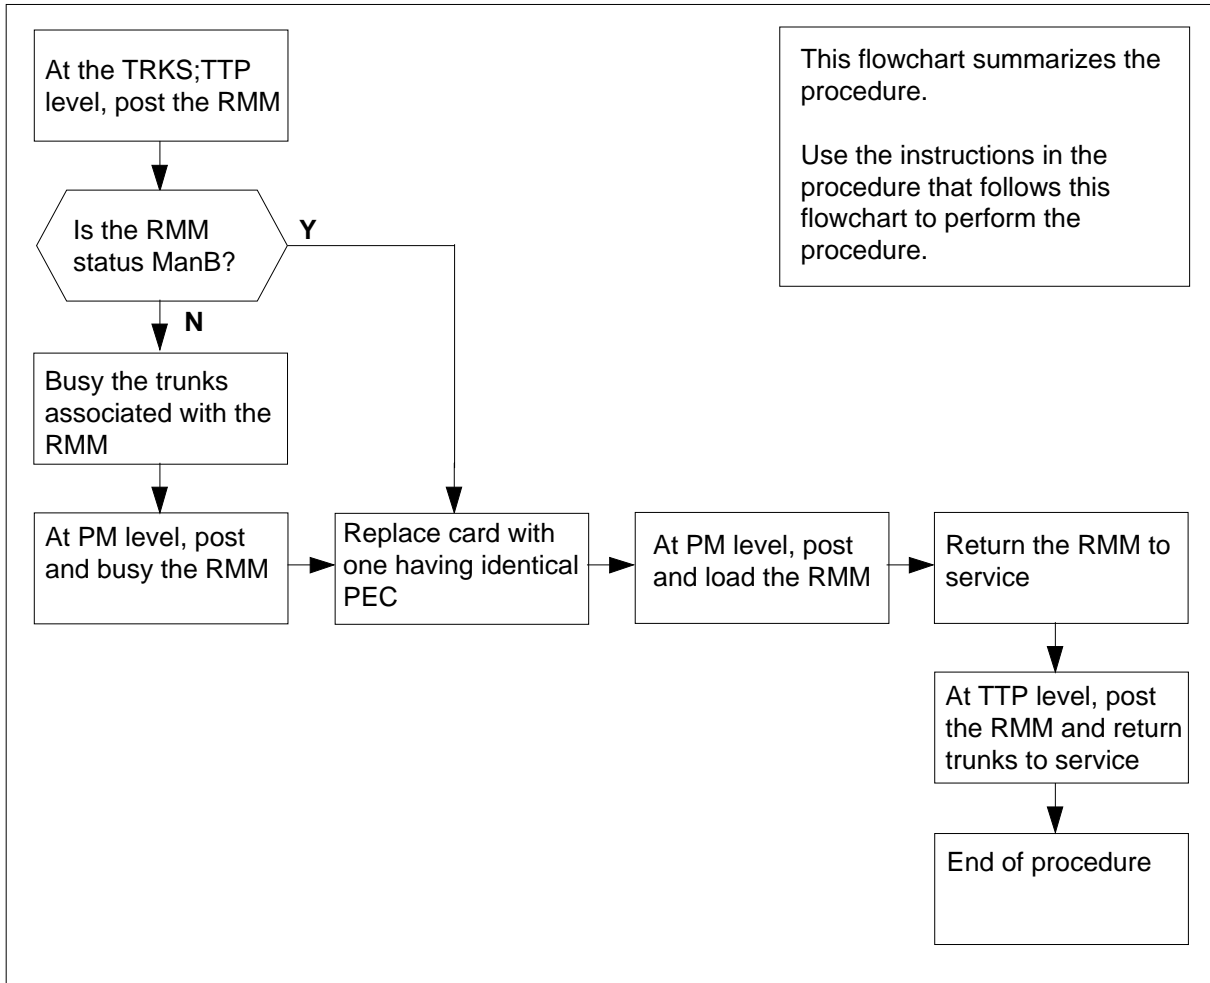 At the TRKS;TTP
level, post the RMM
This flowchart summarizes the
procedure.
Use the instructions in the
procedure that follows this
flowchart to perform the
procedure.
Is the RMM
status ManB?
Y
N
Busy the trunks
associated with the
RMM
At PM level, post
and busy the RMM
Replace card with
one having identical
PEC
At PM level, post
and load the RMM
Return the RMM to
service
At TTP level, post
the RMM and return
trunks to service
End of procedure